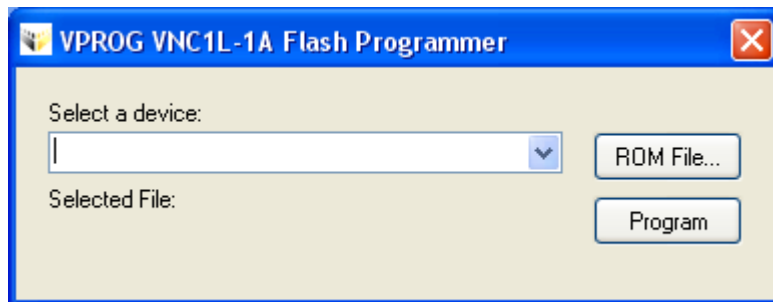 VPROG VNC1L-1A Flash Programmer
Select a device:
ROM File...
Selected File:
Program